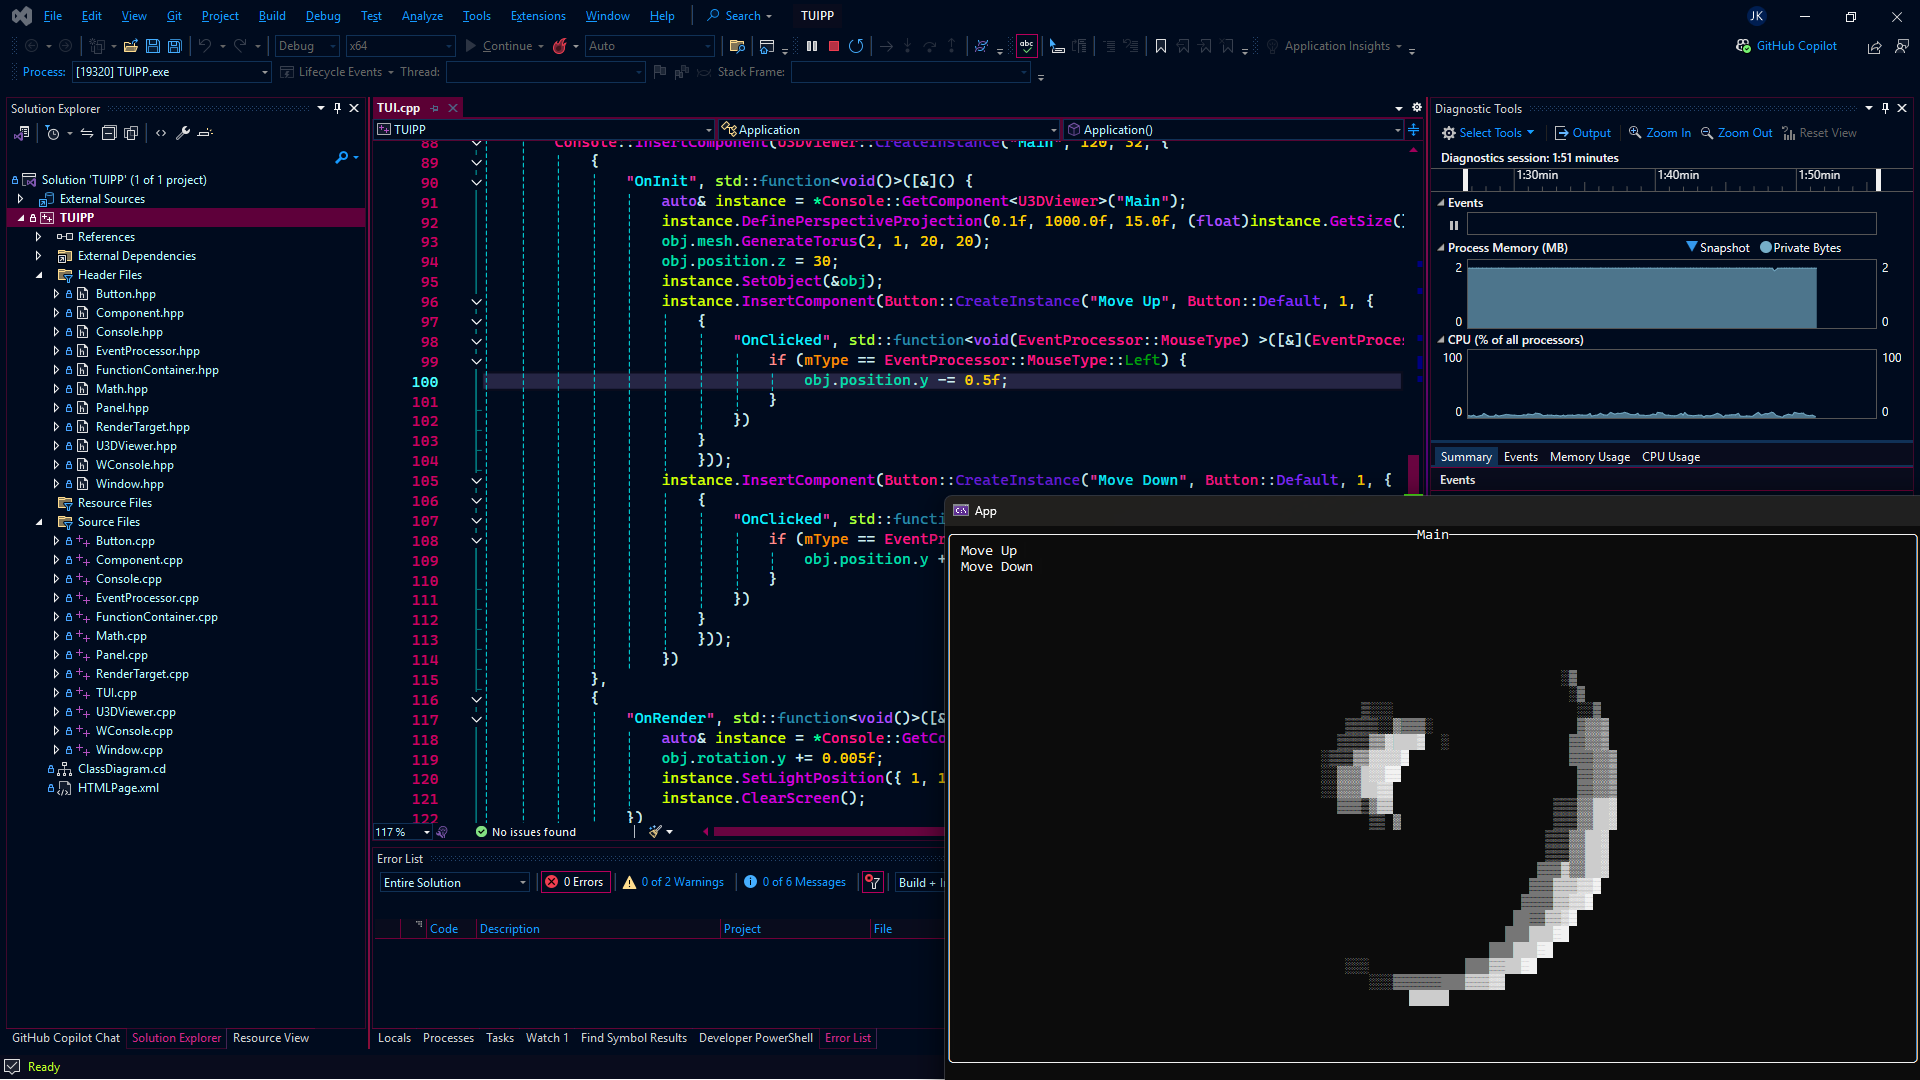 File Edit View Git Project Build Debug Test Analyze Tools Extensions Window Help Search TUIPP JK
Debug x64 Continue Auto abc Application Insights GitHub Copilot
Process: [19320] TUIPP.exe Lifecycle Events Thread: Stack Frame:
Solution Explorer
Solution 'TUIPP' (1 of 1 project)
External Sources
TUIPP
References
External Dependencies
Header Files
Button.hpp
Component.hpp
Console.hpp
EventProcessor.hpp
FunctionContainer.hpp
Math.hpp
Panel.hpp
RenderTarget.hpp
U3DViewer.hpp
WConsole.hpp
Window.hpp
Resource Files
Source Files
Button.cpp
Component.cpp
Console.cpp
EventProcessor.cpp
FunctionContainer.cpp
Math.cpp
Panel.cpp
RenderTarget.cpp
TUI.cpp
U3DViewer.cpp
WConsole.cpp
Window.cpp
ClassDiagram.cd
HTMLPage.xml
GitHub Copilot Chat Solution Explorer Resource View
TUI.cpp
TUIPP Application Application()
88 Console::InsertComponent(U3DViewer::CreateInstance("Main", 120, 32, {
89 {
90 "OnInit", std::function<void()>([&]() {
91 auto& instance = *Console::GetComponent<U3DViewer>("Main");
92 instance.DefinePerspectiveProjection(0.1f, 1000.0f, 15.0f, (float)instance.GetSize()
93 obj.mesh.GenerateTorus(2, 1, 20, 20);
94 obj.position.z = 30;
95 instance.SetObject(&obj);
96 instance.InsertComponent(Button::CreateInstance("Move Up", Button::Default, 1, {
97 {
98 "OnClicked", std::function<void(EventProcessor::MouseType) >([&](EventProces
99 if (mType == EventProcessor::MouseType::Left) {
100 obj.position.y -= 0.5f;
101 }
102 })
103 }
104 }));
105 instance.InsertComponent(Button::CreateInstance("Move Down", Button::Default, 1, {
106 {
107 "OnClicked", std::functi
108 if (mType == EventPr
109 obj.position.y +
110 }
111 })
112 }
113 }));
114 })
115 },
116 {
117 "OnRender", std::function<void()>([&
118 auto& instance = *Console::GetCo
119 obj.rotation.y += 0.005f;
120 instance.SetLightPosition({ 1, 1
121 instance.ClearScreen();
122 })
117 % No issues found
Error List
Entire Solution 0 Errors 0 of 2 Warnings 0 of 6 Messages Build + I
Code Description Project File
Locals Processes Tasks Watch 1 Find Symbol Results Developer PowerShell Error List
Ready
Diagnostic Tools
Select Tools Output Zoom In Zoom Out Reset View
Diagnostics session: 1:51 minutes
1:30min 1:40min 1:50min
Events
Process Memory (MB) Snapshot Private Bytes
2 2
0 0
CPU (% of all processors)
100 100
0 0
Summary Events Memory Usage CPU Usage
Events
App
Main
Move Up
Move Down